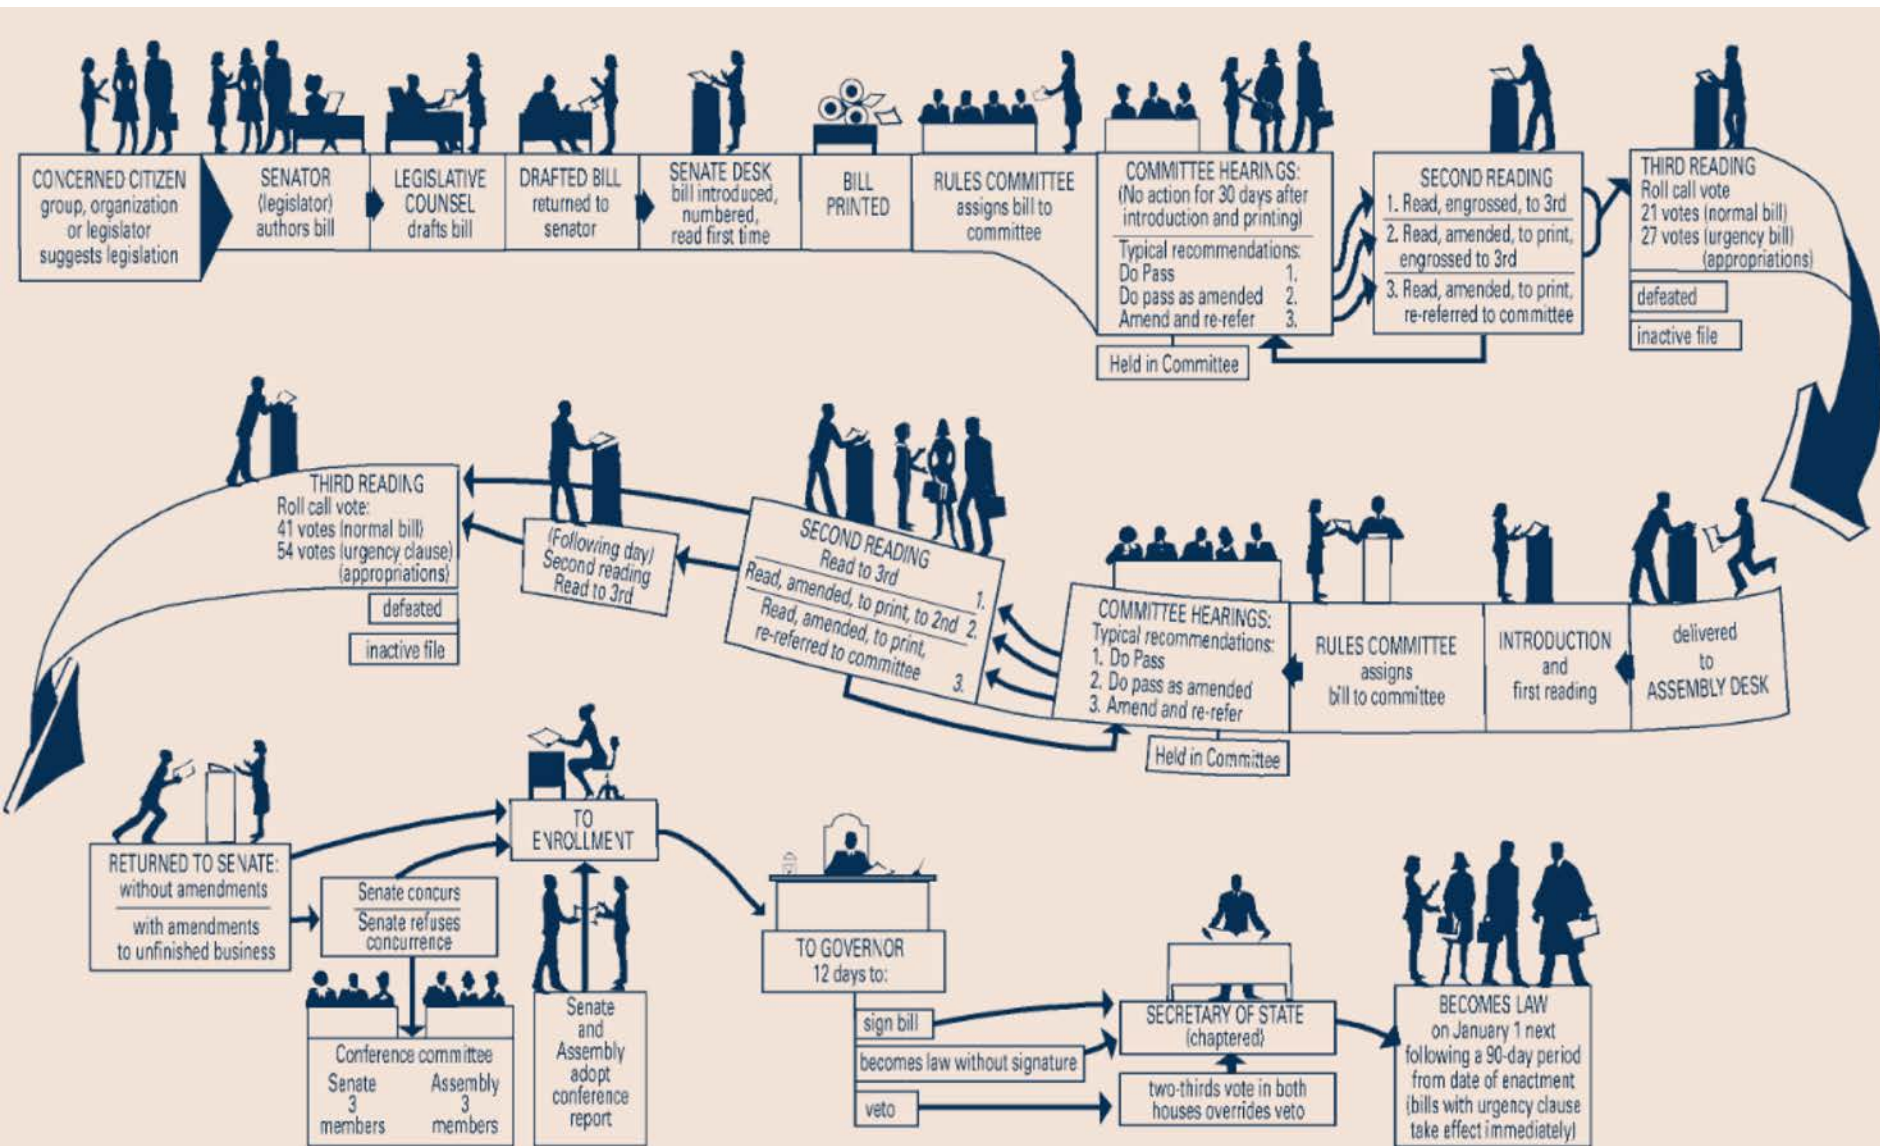 CONCERNED CITIZEN
group, organization
or legislator
suggests legislation
SENATOR
(legislator)
authors bill
LEGISLATIVE
COUNSEL
drafts bill
DRAFTED BILL
returned to
senator
SENATE DESK
bill introduced,
numbered,
read first time
BILL
PRINTED
RULES COMMITTEE
assigns bill to
committee
COMMITTEE HEARINGS:
(No action for 30 days after
introduction and printing)
Typical recommendations:
Do Pass 1.
Do pass as amended 2.
Amend and re-refer 3.
Held in Committee
SECOND READING
1. Read, engrossed, to 3rd
2. Read, amended, to print,
engrossed to 3rd
3. Read, amended, to print,
re-referred to committee
THIRD READING
Roll call vote
21 votes (normal bill)
27 votes (urgency bill)
(appropriations)
defeated
inactive file
delivered
to
ASSEMBLY DESK
INTRODUCTION
and
first reading
RULES COMMITTEE
assigns
bill to committee
COMMITTEE HEARINGS:
Typical recommendations:
1. Do Pass
2. Do pass as amended
3. Amend and re-refer
Held in Committee
SECOND READING
Read to 3rd 1.
Read, amended, to print, to 2nd 2.
Read, amended, to print,
re-referred to committee 3.
(Following day)
Second reading
Read to 3rd
THIRD READING
Roll call vote:
41 votes (normal bill)
54 votes (urgency clause)
(appropriations)
defeated
inactive file
RETURNED TO SENATE:
without amendments
with amendments
to unfinished business
Senate concurs
Senate refuses
concurrence
Conference committee
Senate Assembly
3 3
members members
Senate
and
Assembly
adopt
conference
report
TO
ENROLLMENT
TO GOVERNOR
12 days to:
sign bill
becomes law without signature
veto
SECRETARY OF STATE
(chaptered)
two-thirds vote in both
houses overrides veto
BECOMES LAW
on January 1 next
following a 90-day period
from date of enactment
(bills with urgency clause
take effect immediately)